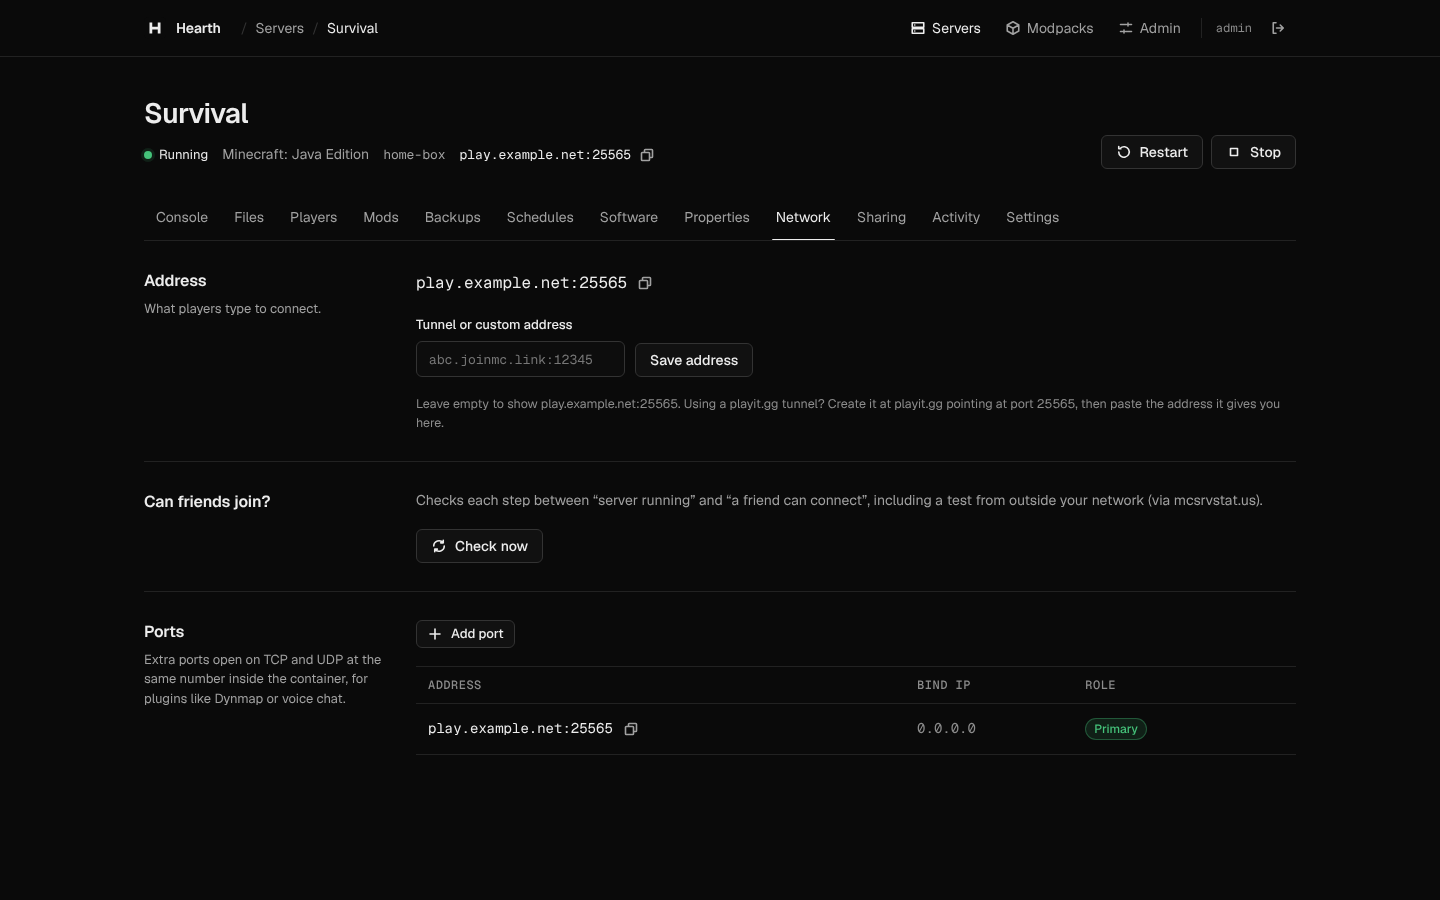 H Hearth / Servers / Survival Servers Modpacks Admin admin
Survival
Running Minecraft: Java Edition home-box play.example.net:25565 Restart Stop
Console Files Players Mods Backups Schedules Software Properties Network Sharing Activity Settings
Address
What players type to connect.
play.example.net:25565
Tunnel or custom address
abc.joinmc.link:12345 Save address
Leave empty to show play.example.net:25565. Using a playit.gg tunnel? Create it at playit.gg pointing at port 25565, then paste the address it gives you
here.
Can friends join?
Checks each step between “server running” and “a friend can connect”, including a test from outside your network (via mcsrvstat.us).
Check now
Ports
Extra ports open on TCP and UDP at the
same number inside the container, for
plugins like Dynmap or voice chat.
Add port
ADDRESS BIND IP ROLE
play.example.net:25565 0.0.0.0 Primary